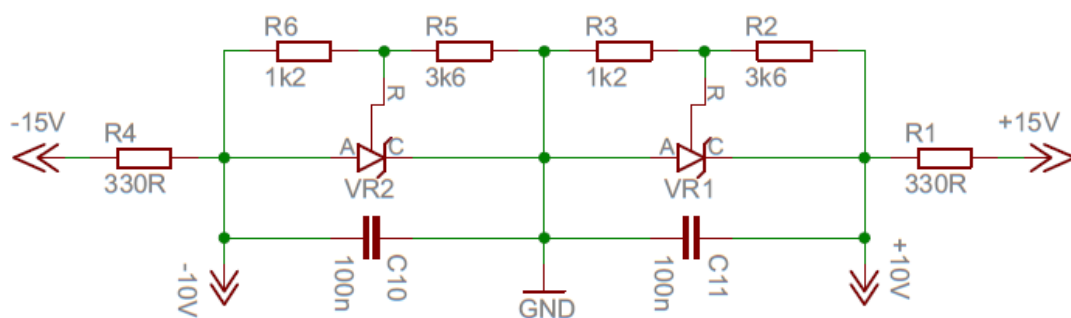 R6
R5
R3
R2
1k2
3k6
1k2
3k6
R
R
-15V
R4
A
C
A
C
R1
+15V
330R
VR2
VR1
330R
-10V
100n
C10
GND
100n
C11
+10V